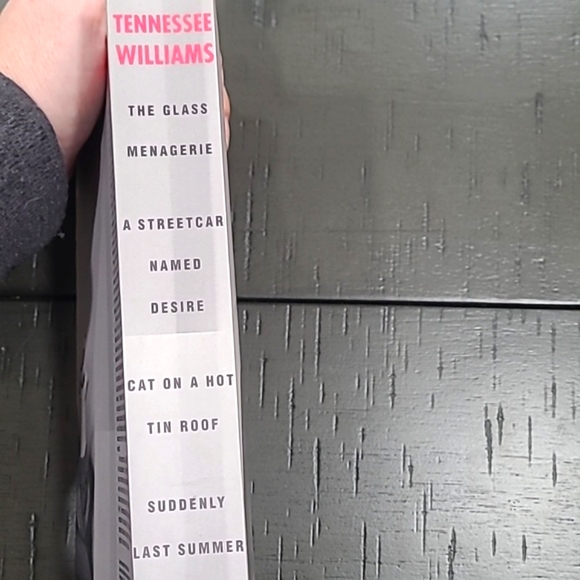 TENNESSEE
WILLIAMS
THE GLASS
MENAGERIE
A STREETCAR
NAMED
DESIRE
CAT ON A HOT
TIN ROOF
SUDDENLY
LAST SUMMER